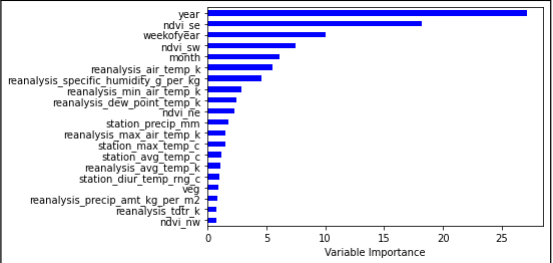 year
ndvi_se
weekofyear
ndvi_sw
month
reanalysis_air_temp_k
reanalysis_specific_humidity_g_per_kg
reanalysis_min_air_temp_k
reanalysis_dew_point_temp_k
ndvi_ne
station_precip_mm
reanalysis_max_air_temp_k
station_max_temp_c
station_avg_temp_c
reanalysis_avg_temp_k
station_diur_temp_rng_c
veg
reanalysis_precip_amt_kg_per_m2
reanalysis_tdtr_k
ndvi_nw
0 5 10 15 20 25
Variable Importance